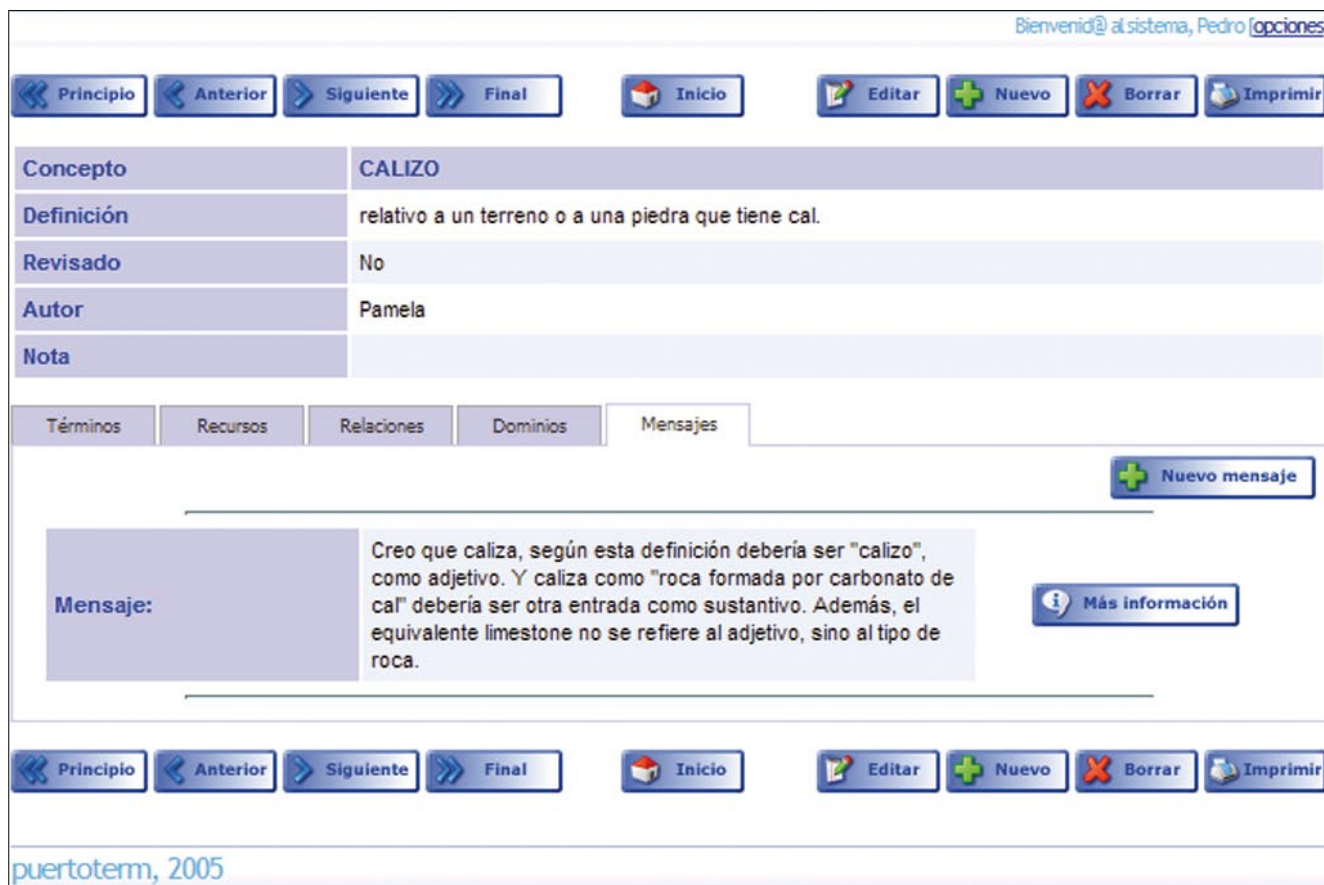 Bienvenid@ al sistema, Pedro [opciones
Principio Anterior Siguiente Final Inicio Editar Nuevo Borrar Imprimir
Concepto CALIZO
Definición relativo a un terreno o a una piedra que tiene cal.
Revisado No
Autor Pamela
Nota
Términos Recursos Relaciones Dominios Mensajes
Nuevo mensaje
Creo que caliza, según esta definición debería ser "calizo",
como adjetivo. Y caliza como "roca formada por carbonato de
Mensaje: cal" debería ser otra entrada como sustantivo. Además, el
equivalente limestone no se refiere al adjetivo, sino al tipo de
roca.
Más información
Principio Anterior Siguiente Final Inicio Editar Nuevo Borrar Imprimir
puertoterm, 2005